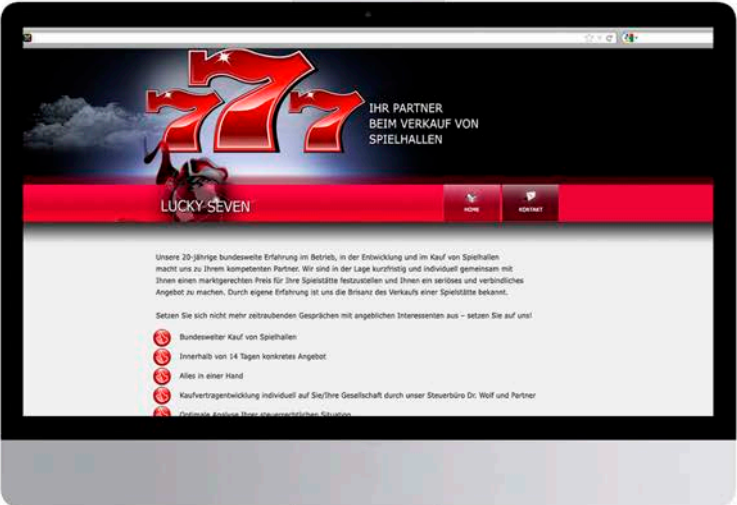 777
IHR PARTNER
BEIM VERKAUF VON
SPIELHALLEN
LUCKY-SEVEN
HOME
KONTAKT
Unsere 20-jährige bundesweite Erfahrung im Betrieb, in der Entwicklung und im Kauf von Spielhallen
macht uns zu Ihrem kompetenten Partner. Wir sind in der Lage kurzfristig und individuell gemeinsam mit
Ihnen einen marktgerechten Preis für Ihre Spielstätte festzustellen und Ihnen ein seriöses und verbindliches
Angebot zu machen. Durch eigene Erfahrung ist uns die Brisanz des Verkaufs einer Spielstätte bekannt.
Setzen Sie sich nicht mehr zeitraubenden Gesprächen mit angeblichen Interessenten aus – setzen Sie auf uns!
Bundesweiter Kauf von Spielhallen
Innerhalb von 14 Tagen konkretes Angebot
Alles in einer Hand
Kaufvertragentwicklung individuell auf Sie/Ihre Gesellschaft durch unser Steuerbüro Dr. Wolf und Partner
Optimale Analyse Ihrer steuerrechtlichen Situation